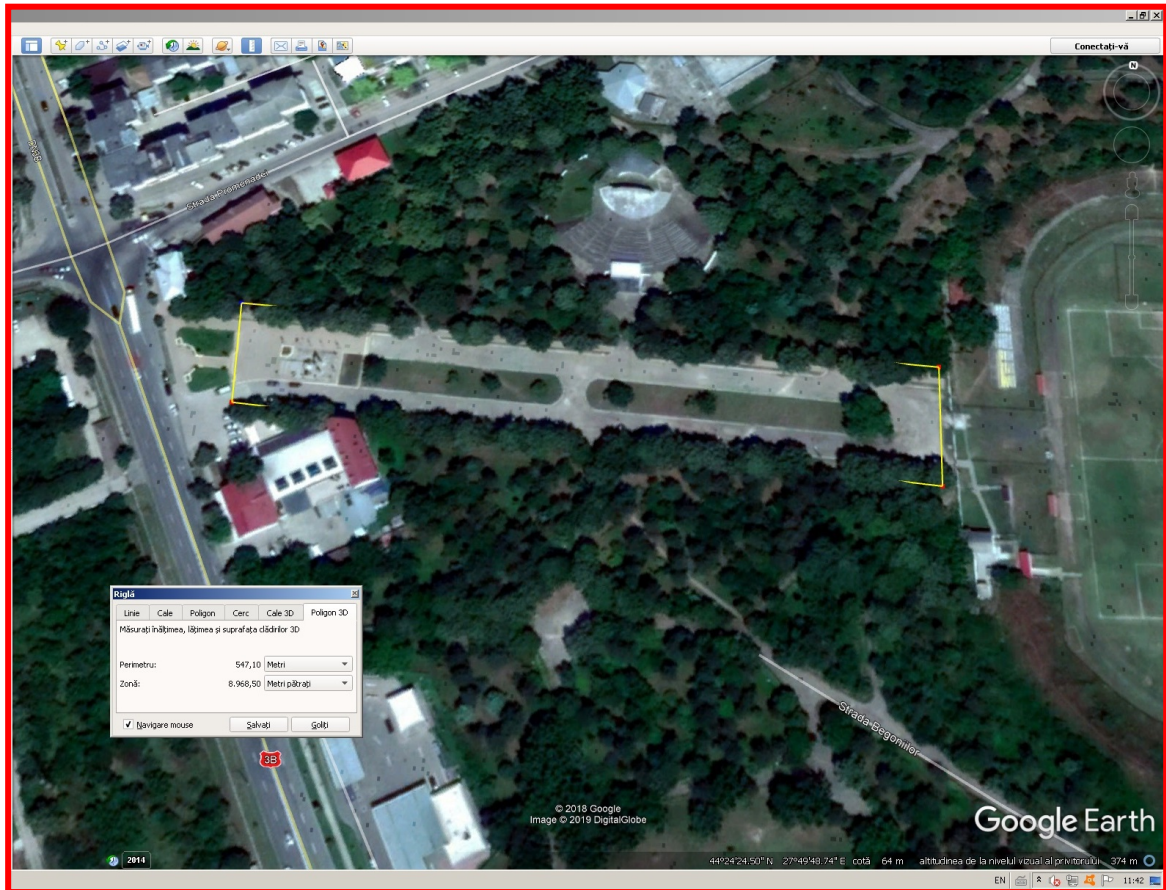 Conectați-vă
N
DN3B
Strada Promenadei
Riglă
Linie Cale Poligon Cerc Cale 3D Poligon 3D
Măsurați înălțimea, lățimea și suprafața clădirilor 3D
Perimetru: 547,10 Metri
Zonă: 8.968,50 Metri pătrați
Navigare mouse Salvați Goliți
3B
Strada Begoniilor
© 2018 Google
Image © 2019 DigitalGlobe
Google Earth
2014
44°24'24.50" N 27°49'48.74" E cotă 64 m altitudinea de la nivelul vizual al privitorului 374 m
EN 11:42